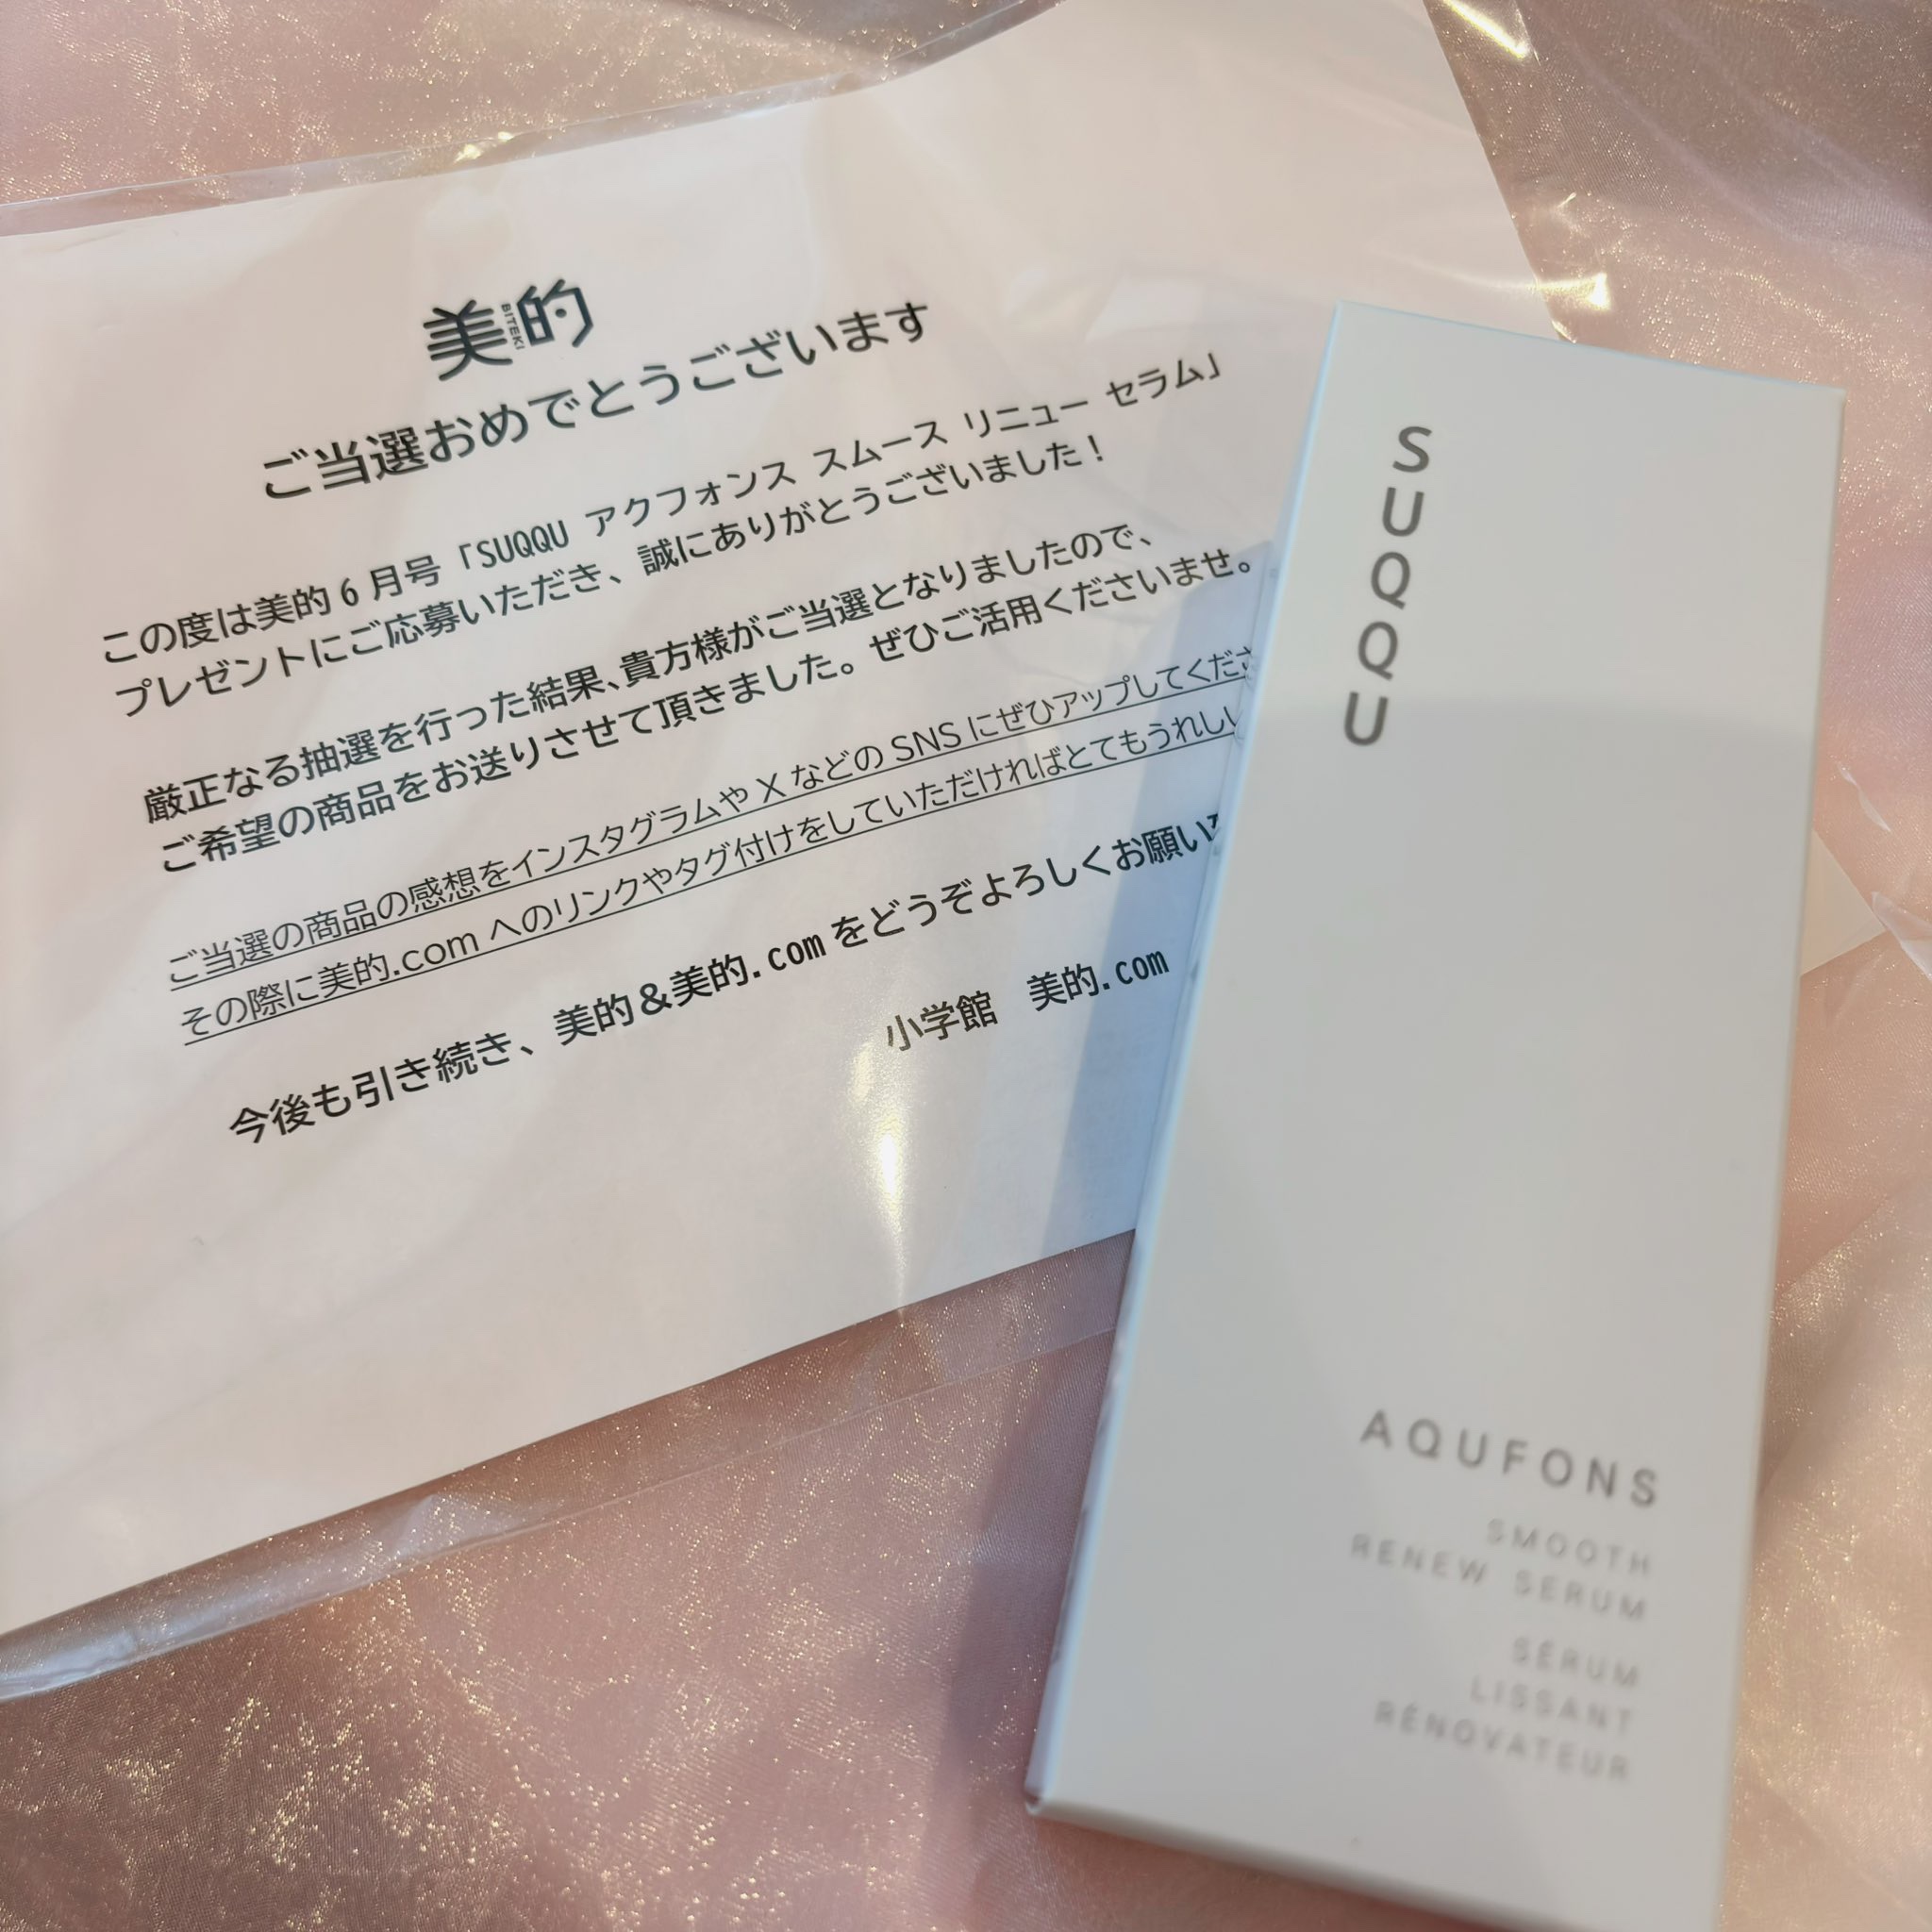 美的
BITEKI
ご当選おめでとうございます
この度は美的6月号「SUQQU アクフォンス スムース リニュー セラム」
プレゼントにご応募いただき、誠にありがとうございました！
厳正なる抽選を行った結果、貴方様がご当選となりましたので、
ご希望の商品をお送りさせて頂きました。ぜひご活用くださいませ。
ご当選の商品の感想をインスタグラムや X などの SNS にぜひアップしてくださ
その際に美的.com へのリンクやタグ付けをしていただければとてもうれしい
今後も引き続き、美的＆美的.com をどうぞよろしくお願い
小学館　美的.com
SUQQU
AQUFONS
SMOOTH
RENEW SERUM
SÉRUM
LISSANT
RÉNOVATEUR